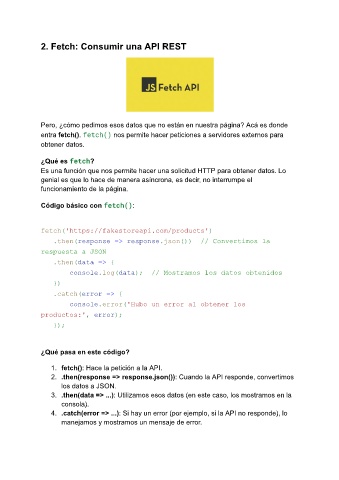 2. Fetch: Consumir una API REST
JS Fetch API
Pero, ¿cómo pedimos esos datos que no están en nuestra página? Acá es donde
entra fetch(). fetch() nos permite hacer peticiones a servidores externos para
obtener datos.
¿Qué es fetch?
Es una función que nos permite hacer una solicitud HTTP para obtener datos. Lo
genial es que lo hace de manera asíncrona, es decir, no interrumpe el
funcionamiento de la página.
Código básico con fetch():
fetch('https://fakestoreapi.com/products')
.then(response => response.json()) // Convertimos la
respuesta a JSON
.then(data => {
console.log(data); // Mostramos los datos obtenidos
})
.catch(error => {
console.error('Hubo un error al obtener los
productos:', error);
});
¿Qué pasa en este código?
1. fetch(): Hace la petición a la API.
2. .then(response => response.json()): Cuando la API responde, convertimos
los datos a JSON.
3. .then(data => ...): Utilizamos esos datos (en este caso, los mostramos en la
consola).
4. .catch(error => ...): Si hay un error (por ejemplo, si la API no responde), lo
manejamos y mostramos un mensaje de error.